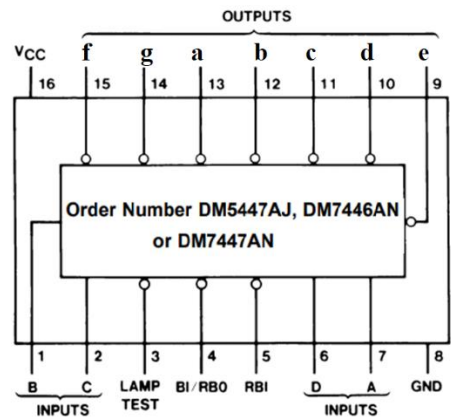 OUTPUTS
VCC f g a b c d e
16 15 14 13 12 11 10 9
Order Number DM5447AJ, DM7446AN
or DM7447AN
1 2 3 4 5 6 7 8
B C LAMP TEST BI/RBO RBI D A GND
INPUTS INPUTS